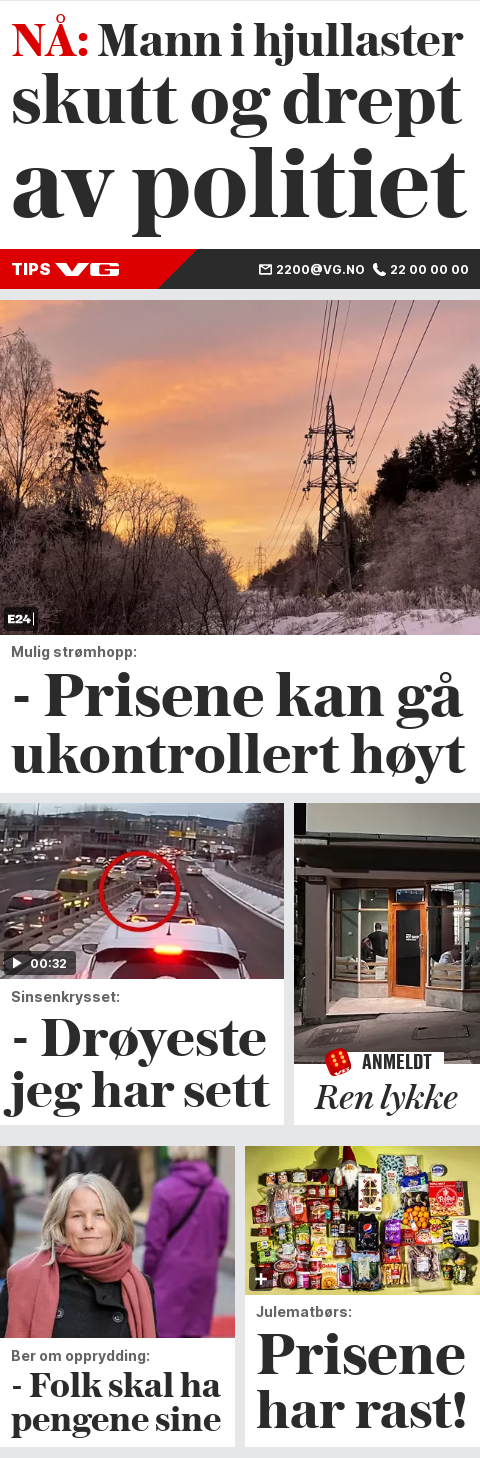 NÅ: Mann i hjullaster
skutt og drept
av politiet
TIPS VG 2200@VG.NO 22 00 00 00
E24
Mulig strømhopp:
- Prisene kan gå
ukontrollert høyt
00:32
Sinsenkrysset:
- Drøyeste
jeg har sett
VG
ANMELDT
Ren lykke
Ber om opprydding:
- Folk skal ha
pengene sine
Julematbørs:
Prisene
har rast!